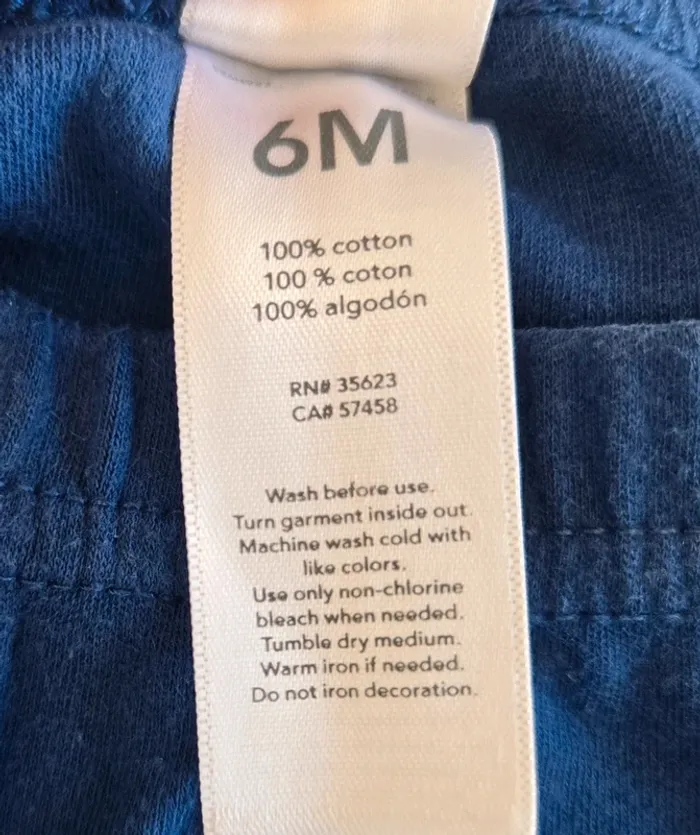 6M
100% cotton
100 % coton
100% algodón
RN# 35623
CA# 57458
Wash before use.
Turn garment inside out.
Machine wash cold with
like colors.
Use only non-chlorine
bleach when needed.
Tumble dry medium.
Warm iron if needed.
Do not iron decoration.